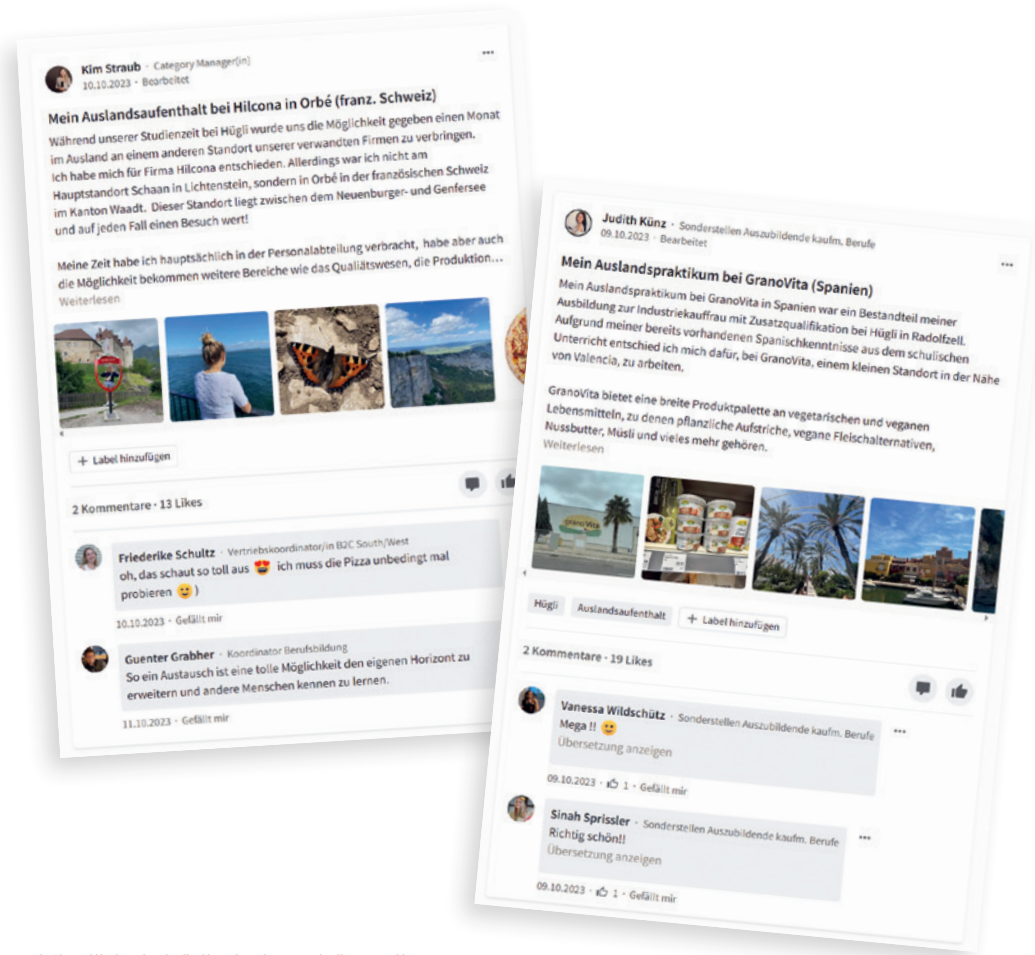 Kim Straub · Category Manager(in)
10.10.2023 · Bearbeitet
Mein Auslandsaufenthalt bei Hilcona in Orbé (franz. Schweiz)
Während unserer Studienzeit bei Hügli wurde uns die Möglichkeit gegeben einen Monat
im Ausland an einem anderen Standort unserer verwandten Firmen zu verbringen.
Ich habe mich für Firma Hilcona entschieden. Allerdings war ich nicht am
Hauptstandort Schaan in Lichtenstein, sondern in Orbé in der französischen Schweiz
im Kanton Waadt. Dieser Standort liegt zwischen dem Neuenburger- und Genfersee
und auf jeden Fall einen Besuch wert!
Meine Zeit habe ich hauptsächlich in der Personalabteilung verbracht, habe aber auch
die Möglichkeit bekommen weitere Bereiche wie das Qualiätswesen, die Produktion…
Weiterlesen
+ Label hinzufügen
2 Kommentare · 13 Likes
Friederike Schultz · Vertriebskoordinator/in B2C South/West
oh, das schaut so toll aus 😍 ich muss die Pizza unbedingt mal
probieren 😉)
10.10.2023 · Gefällt mir
Guenter Grabher · Koordinator Berufsbildung
So ein Austausch ist eine tolle Möglichkeit den eigenen Horizont zu
erweitern und andere Menschen kennen zu lernen.
11.10.2023 · Gefällt mir
Judith Künz · Sonderstellen Auszubildende kaufm. Berufe
09.10.2023 · Bearbeitet
Mein Auslandspraktikum bei GranoVita (Spanien)
Mein Auslandspraktikum bei GranoVita in Spanien war ein Bestandteil meiner
Ausbildung zur Industriekauffrau mit Zusatzqualifikation bei Hügli in Radolfzell.
Aufgrund meiner bereits vorhandenen Spanischkenntnisse aus dem schulischen
Unterricht entschied ich mich dafür, bei GranoVita, einem kleinen Standort in der Nähe
von Valencia, zu arbeiten.
GranoVita bietet eine breite Produktpalette an vegetarischen und veganen
Lebensmitteln, zu denen pflanzliche Aufstriche, vegane Fleischalternativen,
Nussbutter, Müsli und vieles mehr gehören.
Weiterlesen
granoVita
Hügli
Auslandsaufenthalt
+ Label hinzufügen
2 Kommentare · 19 Likes
Vanessa Wildschütz · Sonderstellen Auszubildende kaufm. Berufe
Mega !! 🙂
Übersetzung anzeigen
09.10.2023 · 1 · Gefällt mir
Sinah Sprissler · Sonderstellen Auszubildende kaufm. Berufe
Richtig schön!!
Übersetzung anzeigen
09.10.2023 · 1 · Gefällt mir